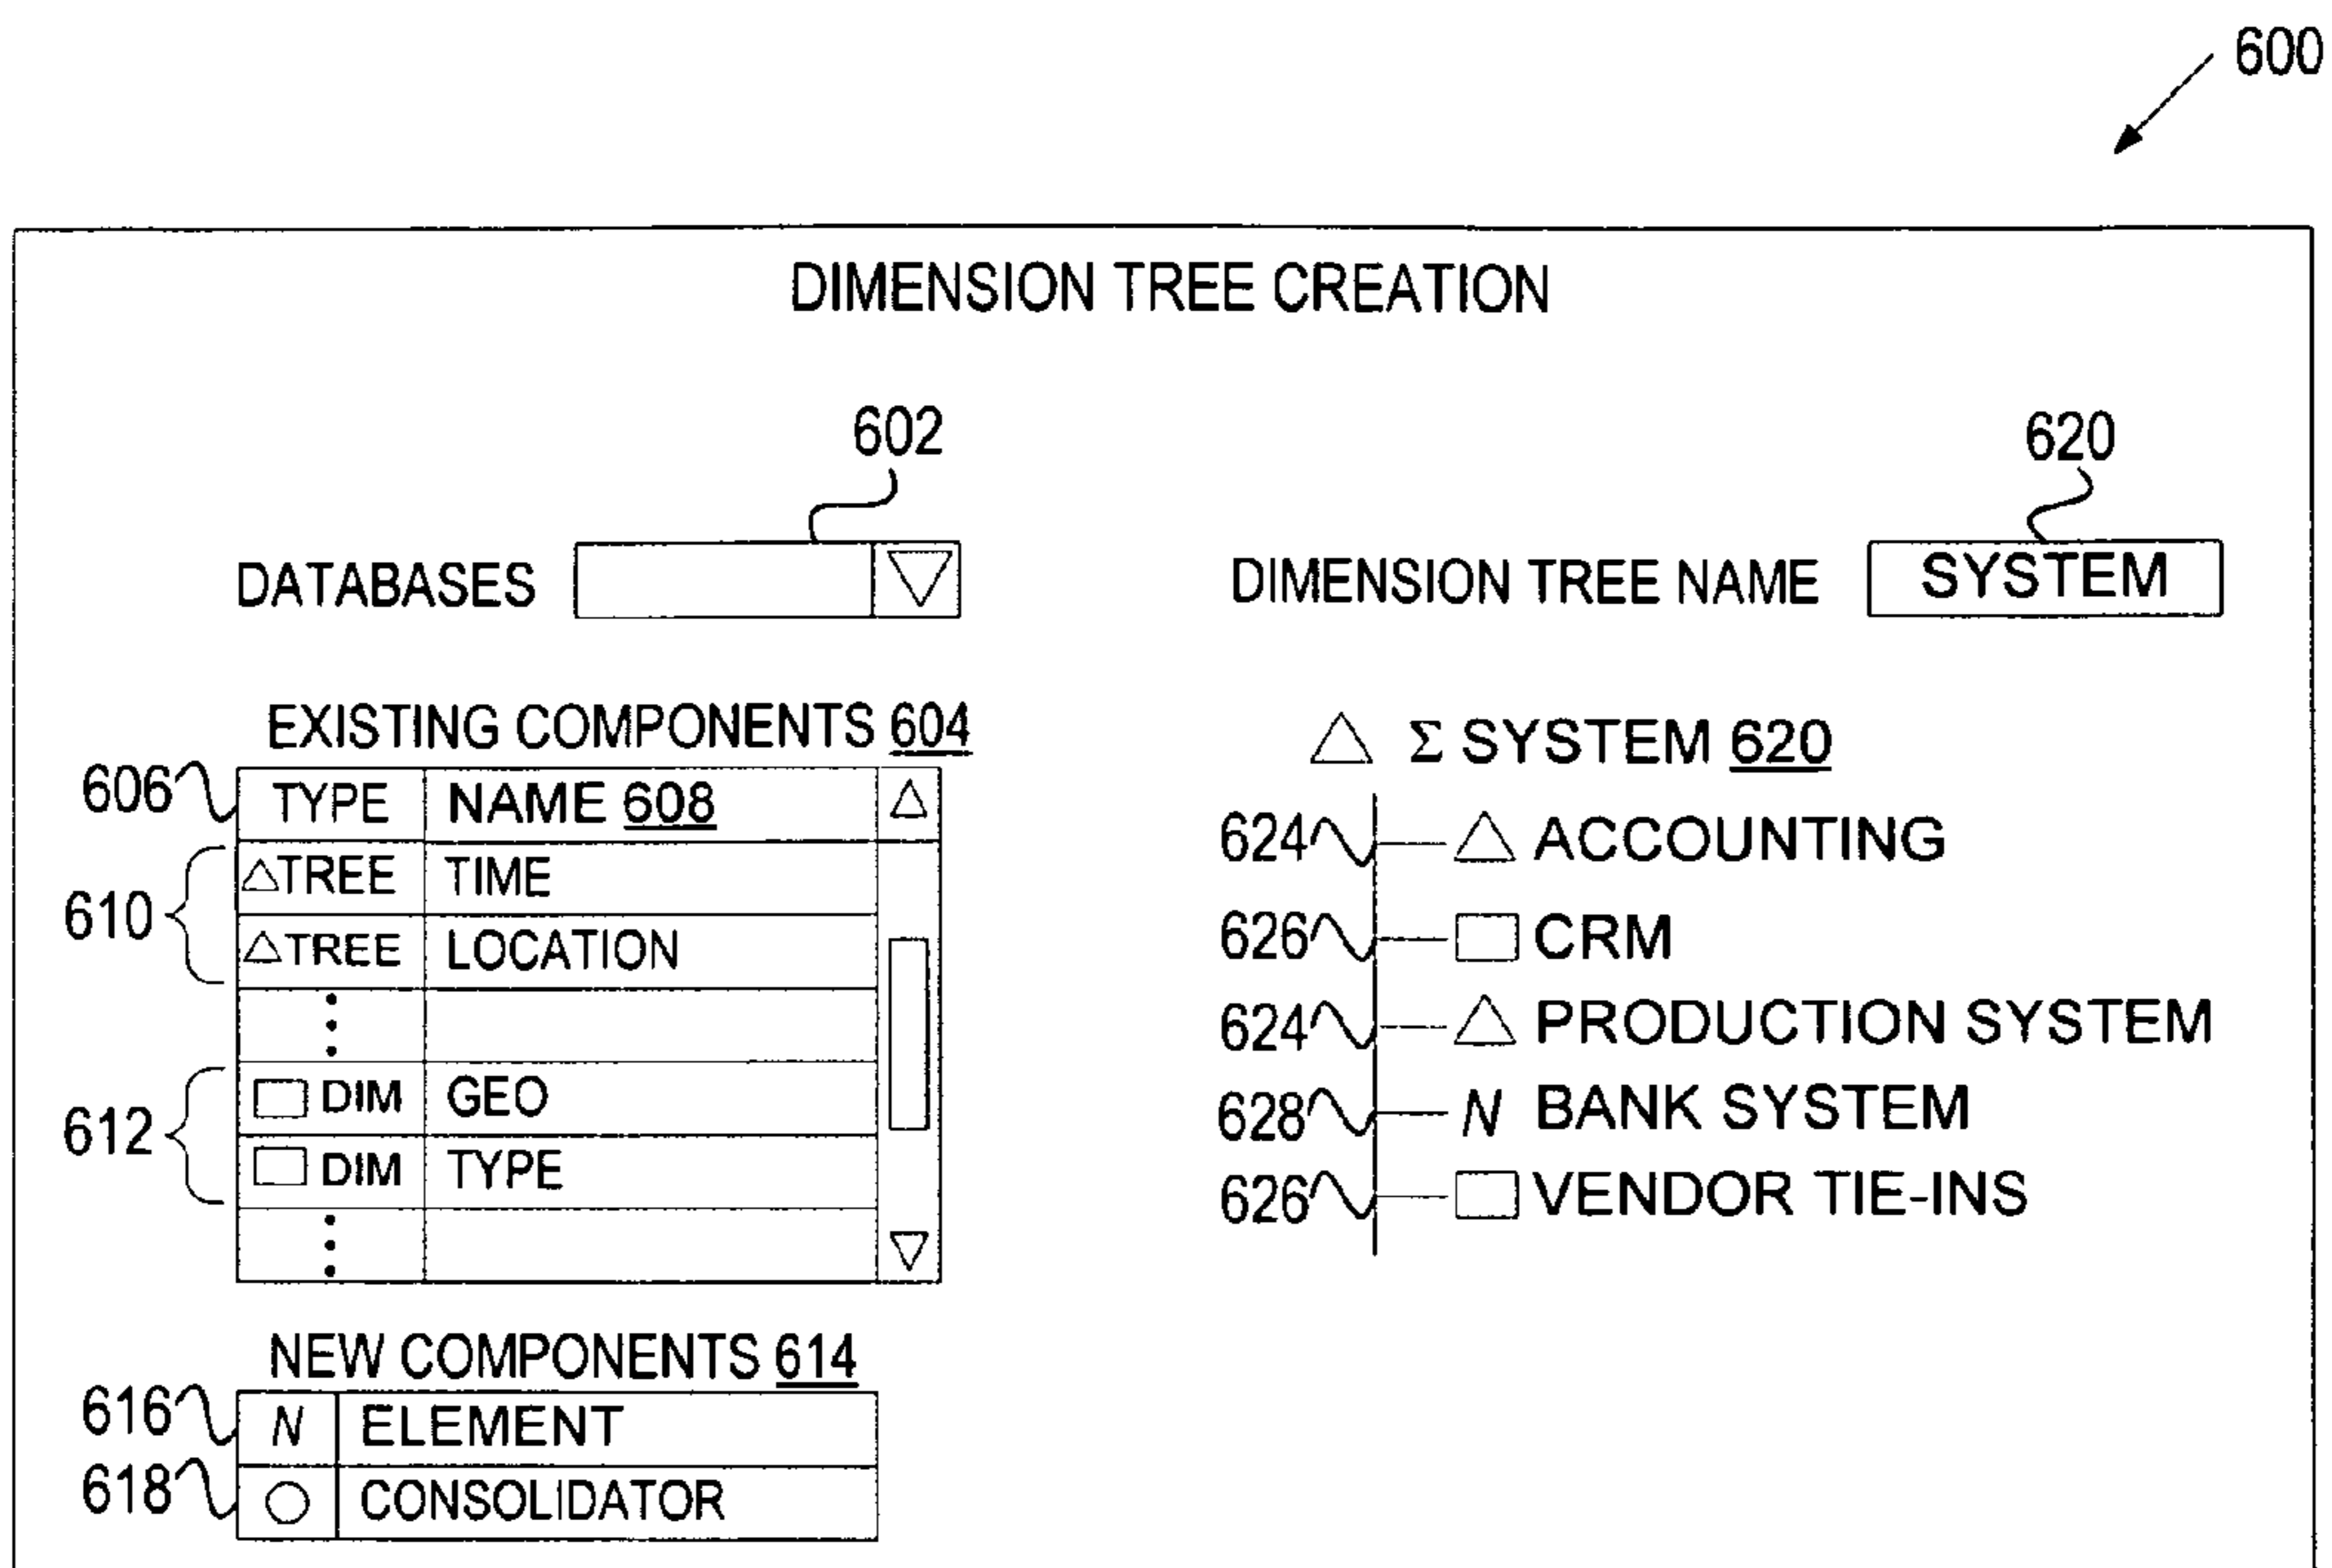 600
DIMENSION TREE CREATION
602
620
DATABASES
DIMENSION TREE NAME SYSTEM
EXISTING COMPONENTS 604
606 TYPE NAME 608
610
TREE TIME
TREE LOCATION
612
DIM GEO
DIM TYPE
NEW COMPONENTS 614
616 N ELEMENT
618 CONSOLIDATOR
Σ SYSTEM 620
624 ACCOUNTING
626 CRM
624 PRODUCTION SYSTEM
628 N BANK SYSTEM
626 VENDOR TIE-INS